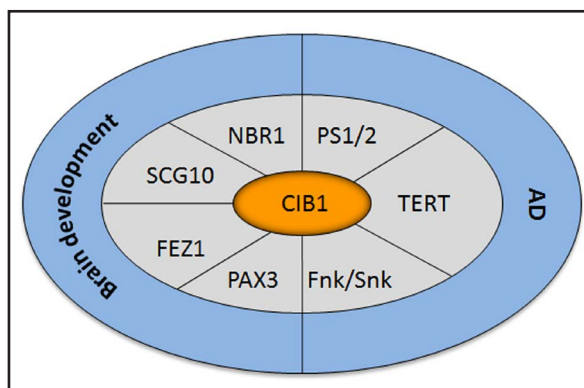 NBR1 PS1/2
SCG10
CIB1
TERT
FEZ1
PAX3 Fnk/Snk
Brain development
AD